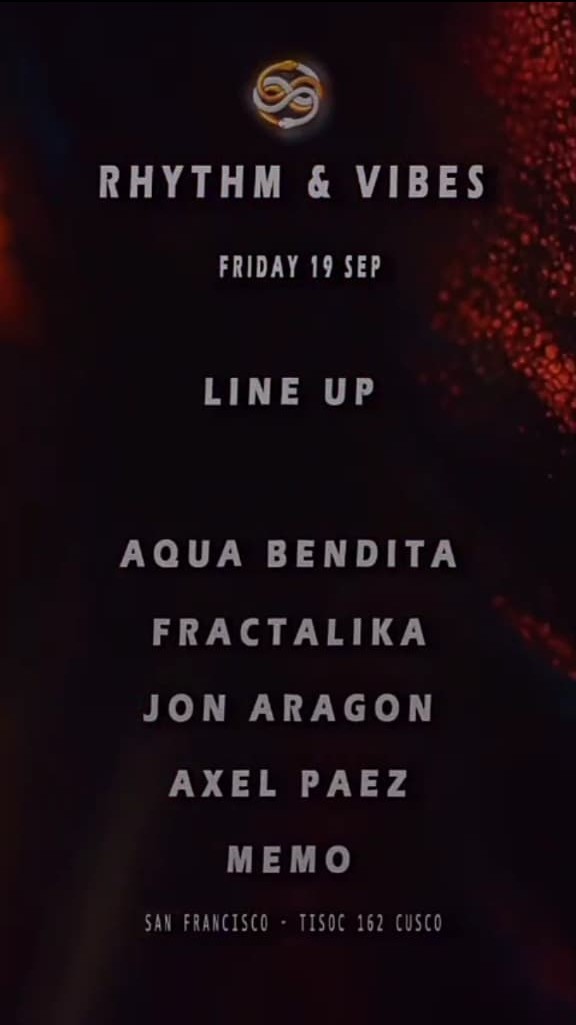 RHYTHM & VIBES
FRIDAY 19 SEP
LINE UP
AQUA BENDITA
FRACTALIKA
JON ARAGON
AXEL PAEZ
MEMO
SAN FRANCISCO - TISOC 162 CUSCO